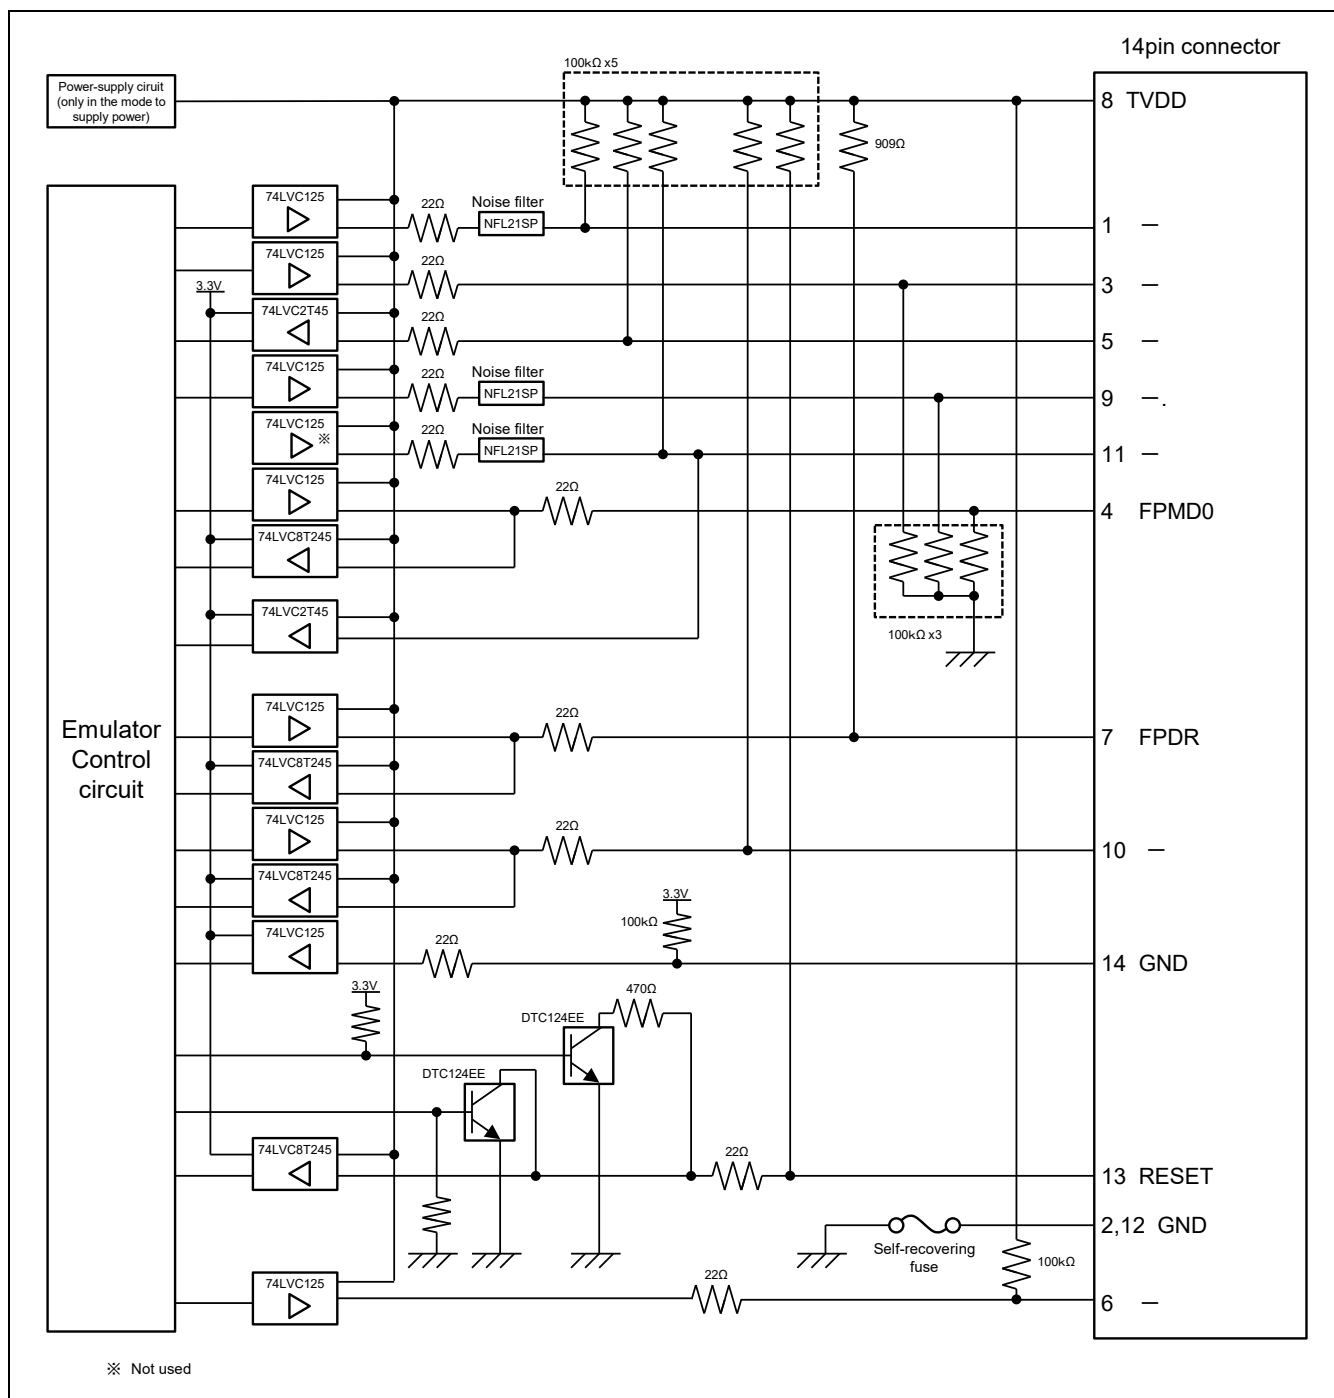 14pin connector
100kΩ x5
Power-supply ciruit
(only in the mode to
supply power)
8 TVDD
909Ω
74LVC125
22Ω
Noise filter
NFL21SP
1 —
74LVC125
22Ω
3 —
3.3V
74LVC2T45
22Ω
5 —
74LVC125
22Ω
Noise filter
NFL21SP
9 —.
74LVC125
※
22Ω
Noise filter
NFL21SP
11 —
74LVC125
22Ω
4 FPMD0
74LVC8T245
74LVC2T45
100kΩ x3
74LVC125
22Ω
7 FPDR
Emulator
Control
circuit
74LVC8T245
74LVC125
22Ω
10 —
74LVC8T245
3.3V
100kΩ
74LVC125
22Ω
14 GND
3.3V
470Ω
DTC124EE
DTC124EE
74LVC8T245
22Ω
13 RESET
2,12 GND
Self-recovering
fuse
100kΩ
74LVC125
22Ω
6 —
※ Not used